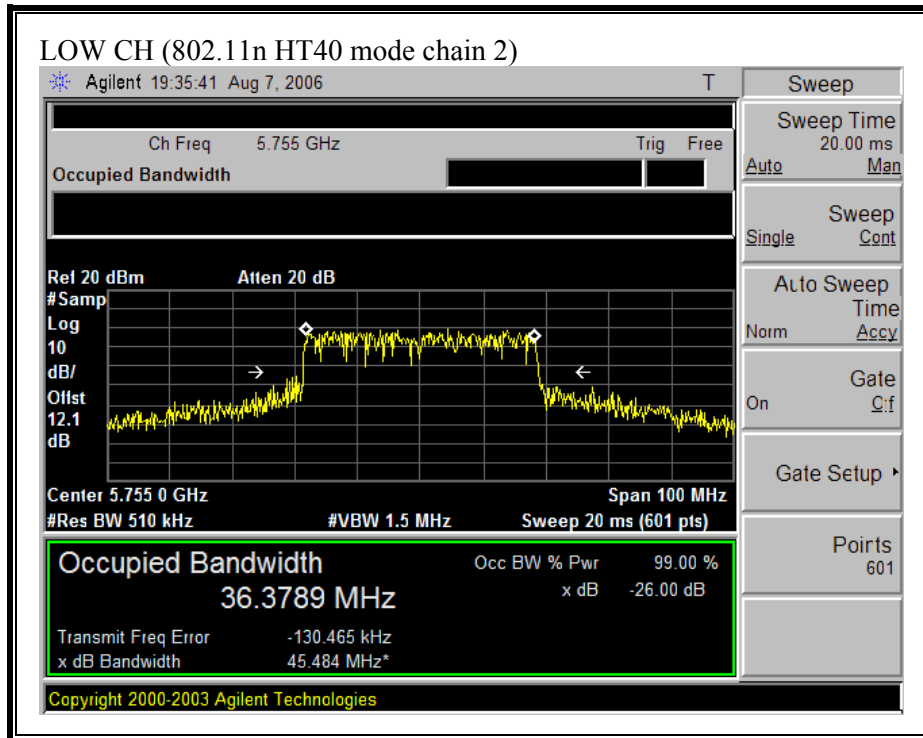 LOW CH (802.11n HT40 mode chain 2)
Agilent 19:35:41 Aug 7, 2006 T
Sweep
Ch Freq 5.755 GHz Trig Free
Occupied Bandwidth
Sweep Time
20.00 ms
Auto Man
Sweep
Single Cont
Auto Sweep
Time
Norm Accy
Gate
On Off
Gate Setup
Points
601
Ref 20 dBm Atten 20 dB
#Samp
Log
10
dB/
Offst
12.1
dB
Center 5.755 0 GHz Span 100 MHz
#Res BW 510 kHz #VBW 1.5 MHz Sweep 20 ms (601 pts)
Occupied Bandwidth
36.3789 MHz
Occ BW % Pwr 99.00 %
x dB -26.00 dB
Transmit Freq Error -130.465 kHz
x dB Bandwidth 45.484 MHz*
Copyright 2000-2003 Agilent Technologies